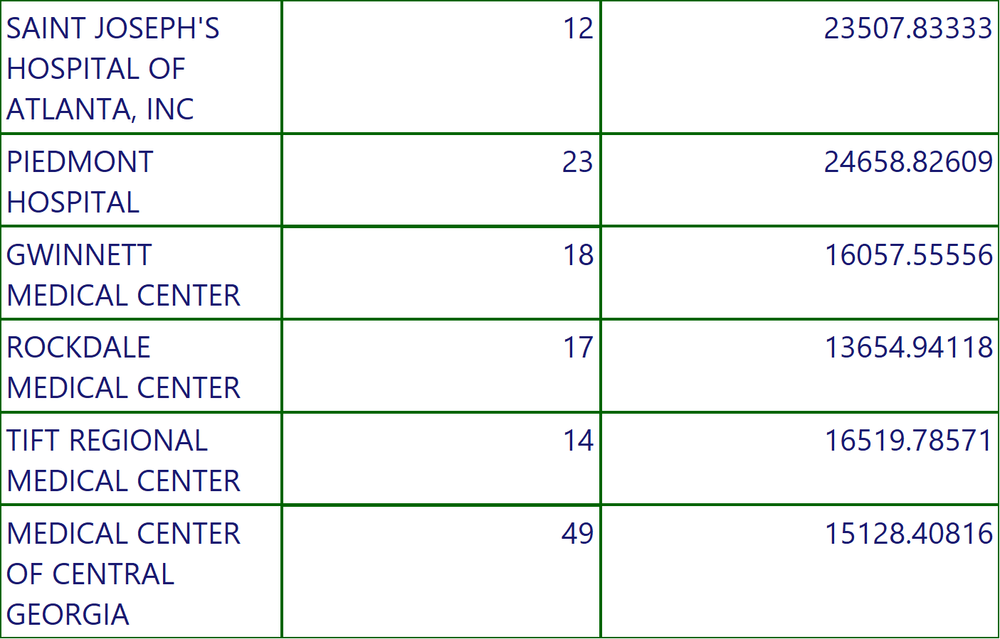 SAINT JOSEPH'S 12 23507.83333
HOSPITAL OF
ATLANTA, INC
PIEDMONT 23 24658.82609
HOSPITAL
GWINNETT 18 16057.55556
MEDICAL CENTER
ROCKDALE 17 13654.94118
MEDICAL CENTER
TIFT REGIONAL 14 16519.78571
MEDICAL CENTER
MEDICAL CENTER 49 15128.40816
OF CENTRAL
GEORGIA